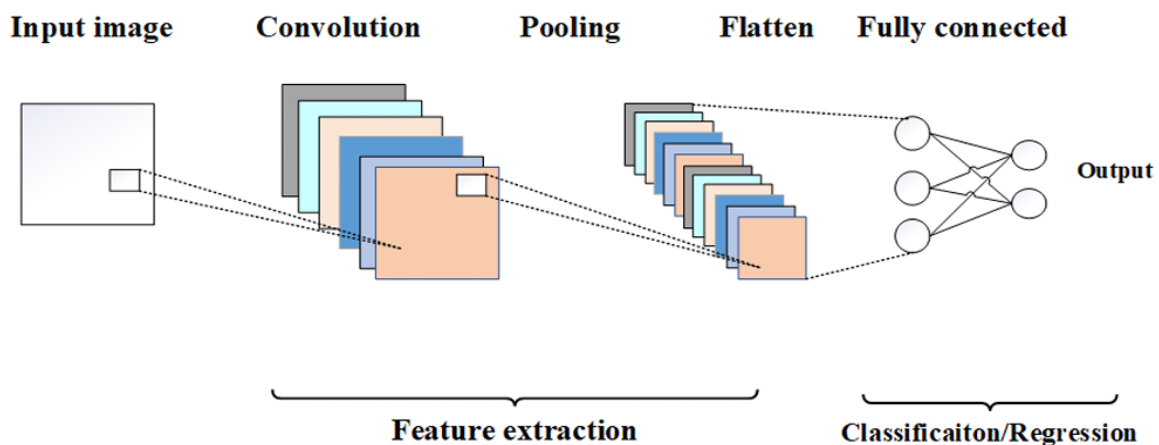 Input image
Convolution
Pooling
Flatten
Fully connected
Output
Feature extraction
Classificaiton/Regression